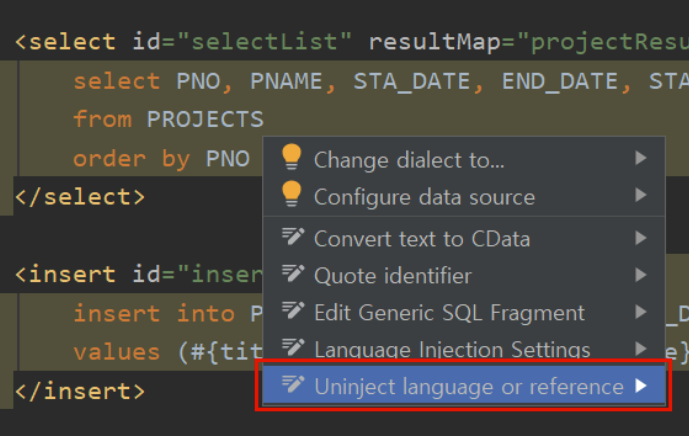 <select id="selectList" resultMap="projectResu
select PNO, PNAME, STA_DATE, END_DATE, STA
from PROJECTS
order by PNO
</select>
Change dialect to...
Configure data source
Convert text to CData
Quote identifier
Edit Generic SQL Fragment
Language Injection Settings
Uninject language or reference
<insert id="inser
insert into P
_D
values (#{tit
e}
</insert>